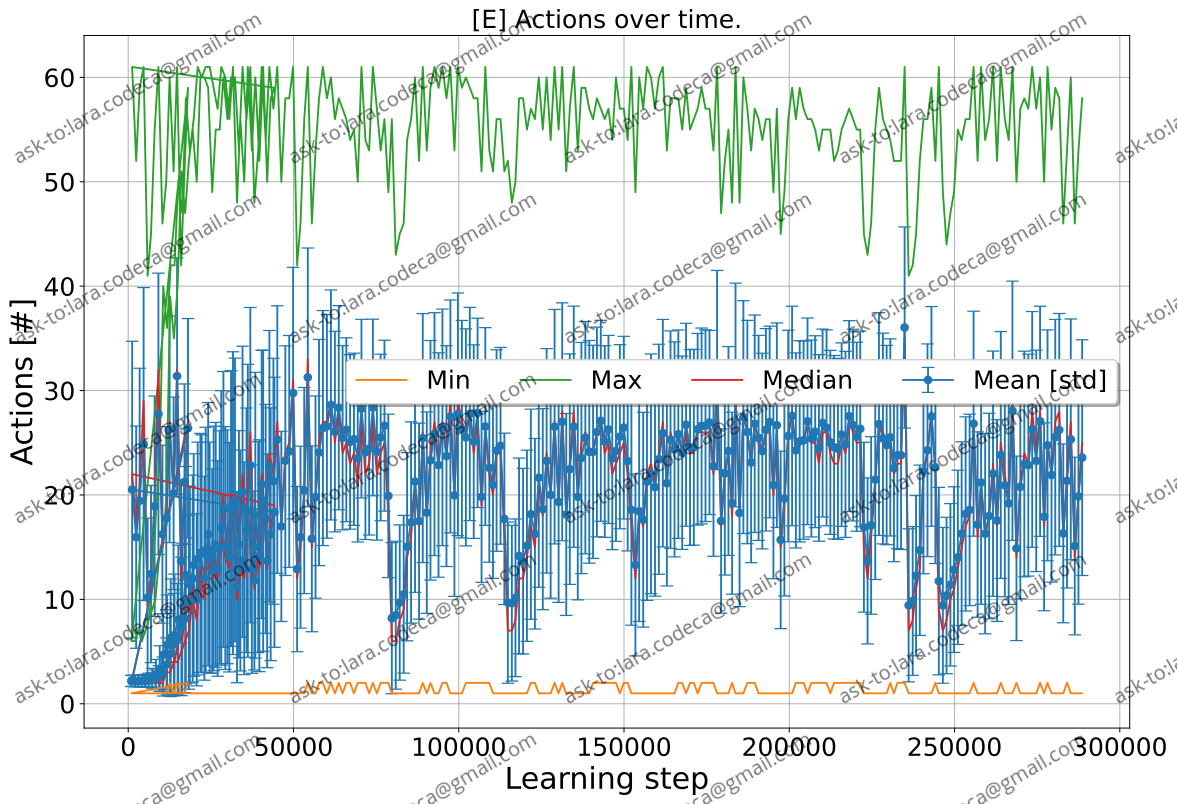 [E] Actions over time.
Actions [#]
60
50
40
30
20
10
0
Min Max Median Mean [std]
0 50000 100000 150000 200000 250000 300000
Learning step
ask-to:lara.codeca@gmail.com